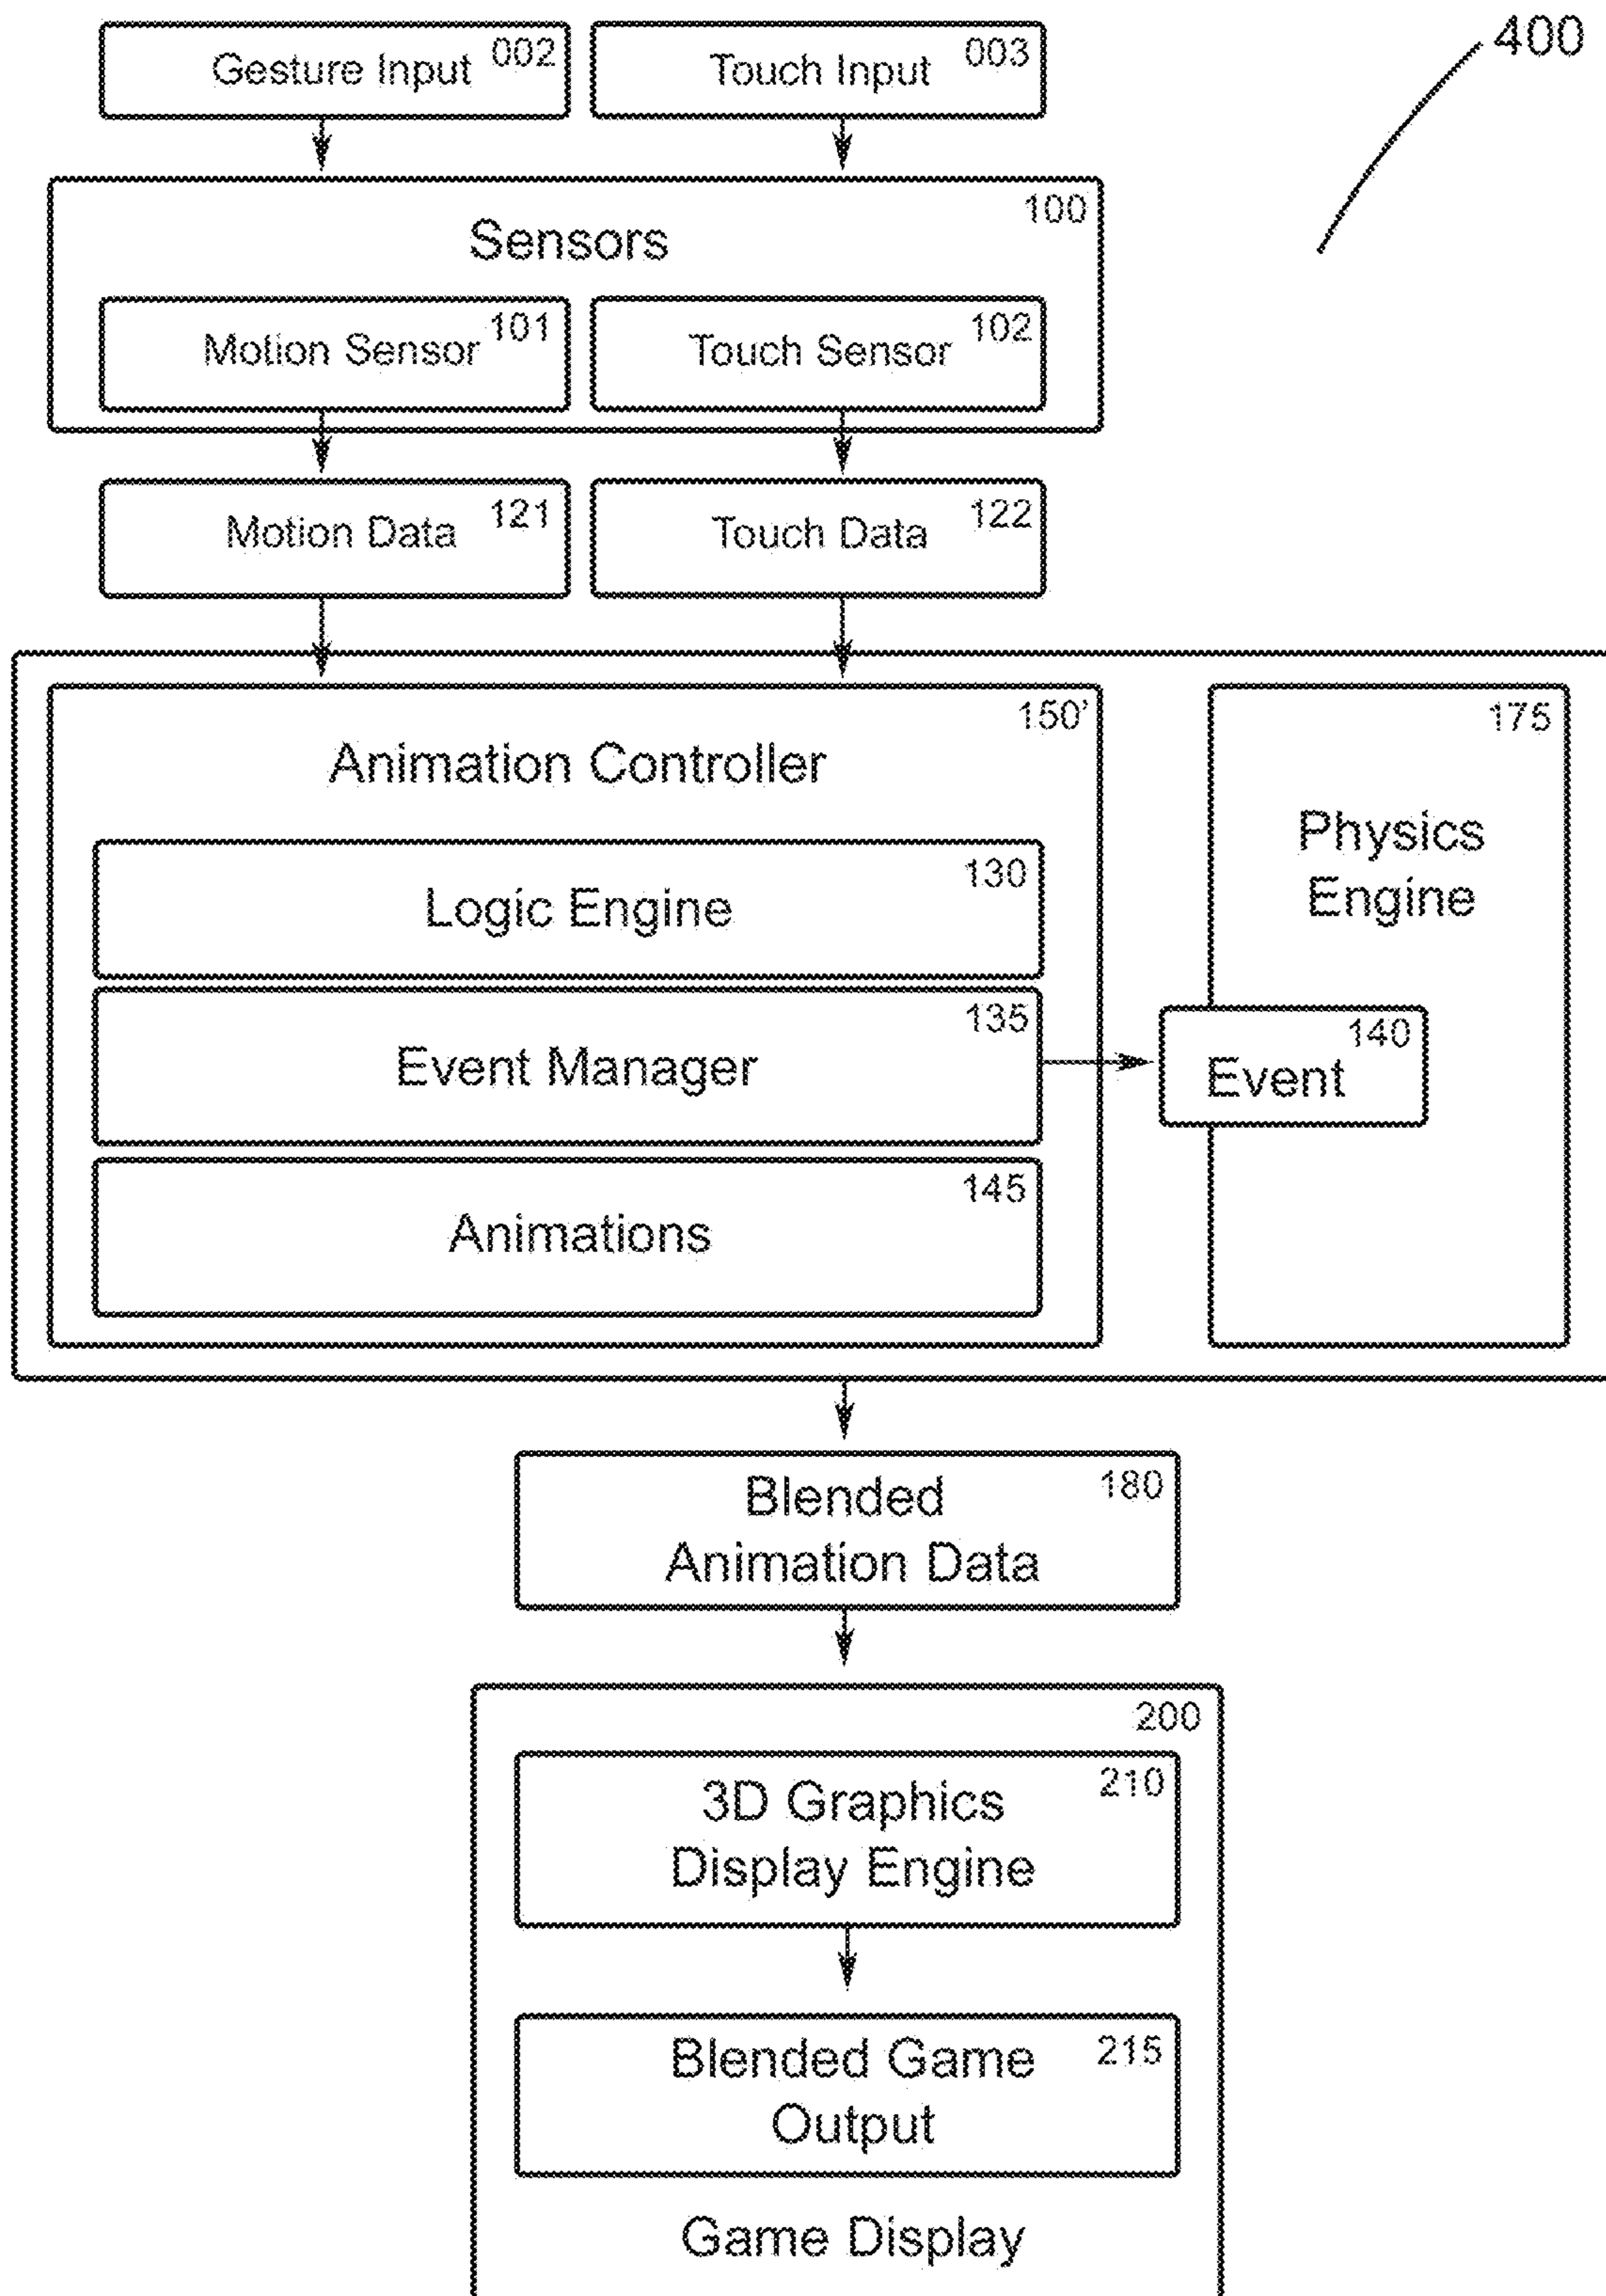 400
Gesture Input 002
Touch Input 003
100
Sensors
Motion Sensor 101
Touch Sensor 102
Motion Data 121
Touch Data 122
150'
Animation Controller
130
Logic Engine
135
Event Manager
145
Animations
175
Physics
Engine
140
Event
Blended 180
Animation Data
200
3D Graphics 210
Display Engine
Blended Game 215
Output
Game Display